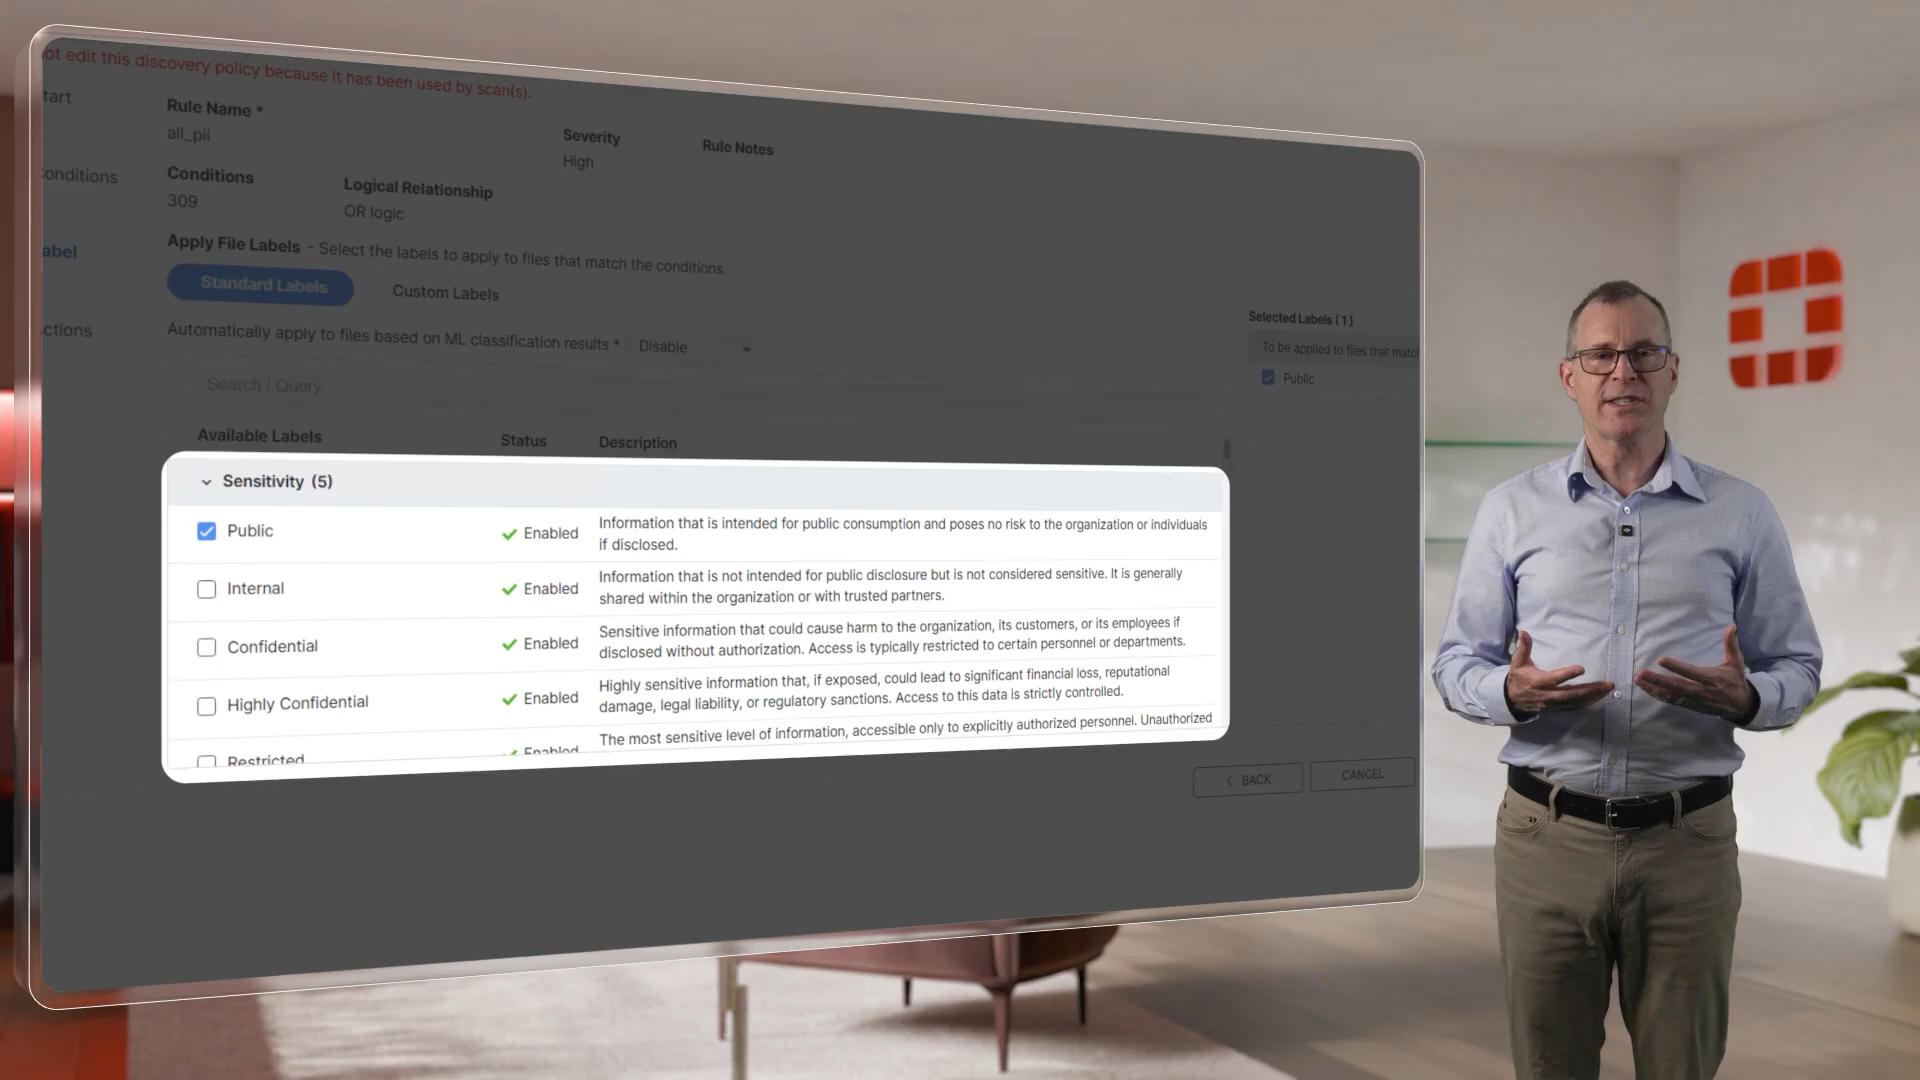 ot edit this discovery policy because it has been used by scan(s).
tart
Rule Name *
all_pii
Severity
High
Rule Notes
onditions
Conditions
309
Logical Relationship
OR logic
abel
Apply File Labels - Select the labels to apply to files that match the conditions.
Standard Labels
Custom Labels
ctions
Automatically apply to files based on ML classification results *
Disable
Search / Query
Selected Labels ( 1 )
To be applied to files that match
Public
Available Labels
Status
Description
Sensitivity (5)
Public
Enabled
Information that is intended for public consumption and poses no risk to the organization or individuals
if disclosed.
Internal
Enabled
Information that is not intended for public disclosure but is not considered sensitive. It is generally
shared within the organization or with trusted partners.
Confidential
Enabled
Sensitive information that could cause harm to the organization, its customers, or its employees if
disclosed without authorization. Access is typically restricted to certain personnel or departments.
Highly Confidential
Enabled
Highly sensitive information that, if exposed, could lead to significant financial loss, reputational
damage, legal liability, or regulatory sanctions. Access to this data is strictly controlled.
Restricted
Enabled
The most sensitive level of information, accessible only to explicitly authorized personnel. Unauthorized
BACK
CANCEL